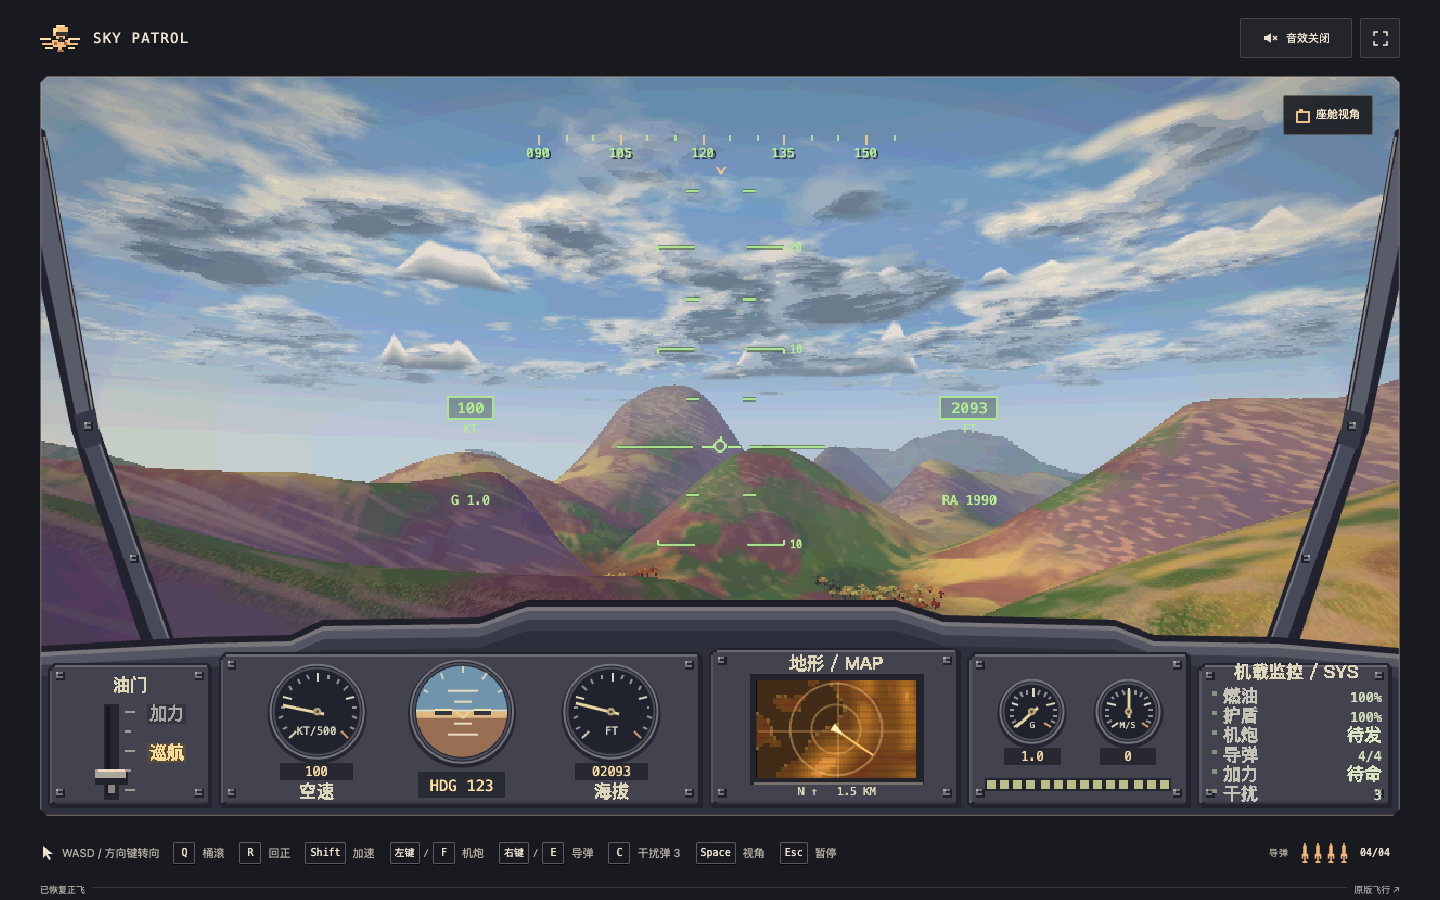 SKY PATROL
音效关闭
座舱视角
090 105 120 135 150
20
10
100
KT
2093
FT
G 1.0
RA 1990
10
油门
加力
巡航
KT/500
100
空速
HDG 123
FT
02093
海拔
地形 / MAP
N ↑ 1.5 KM
G
1.0
M/S
0
机载监控 / SYS
燃油 100%
护盾 100%
机炮 待发
导弹 4/4
加力 待命
干扰 3
WASD / 方向键转向 Q 桶滚 R 回正 Shift 加速 左键 / F 机炮 右键 / E 导弹 C 干扰弹 3 Space 视角 Esc 暂停
导弹 04/04
已恢复正飞
原版飞行 ↗